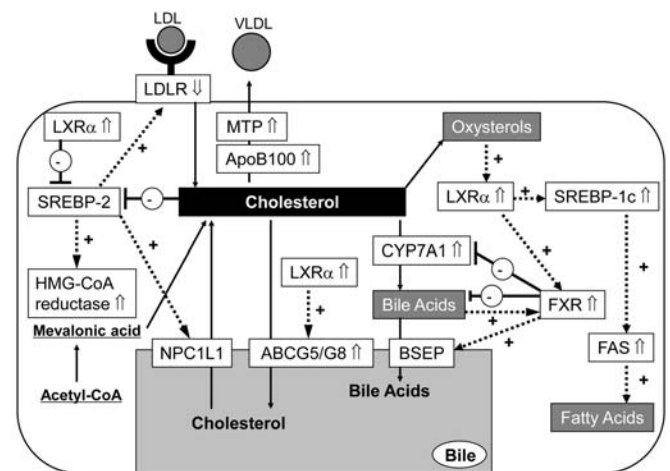 LDL
VLDL
LDLR ⇓
LXRα ⇑
MTP ⇑
Oxysterols
-
+
ApoB100 ⇑
+
SREBP-2
-
Cholesterol
LXRα ⇑
+
SREBP-1c ⇑
+
+
CYP7A1 ⇑
+
+
HMG-CoA
reductase ⇑
LXRα ⇑
-
Mevalonic acid
+
Bile Acids
-
+
FXR ⇑
NPC1L1
ABCG5/G8 ⇑
BSEP
+
FAS ⇑
Acetyl-CoA
Bile Acids
+
Cholesterol
Fatty Acids
Bile